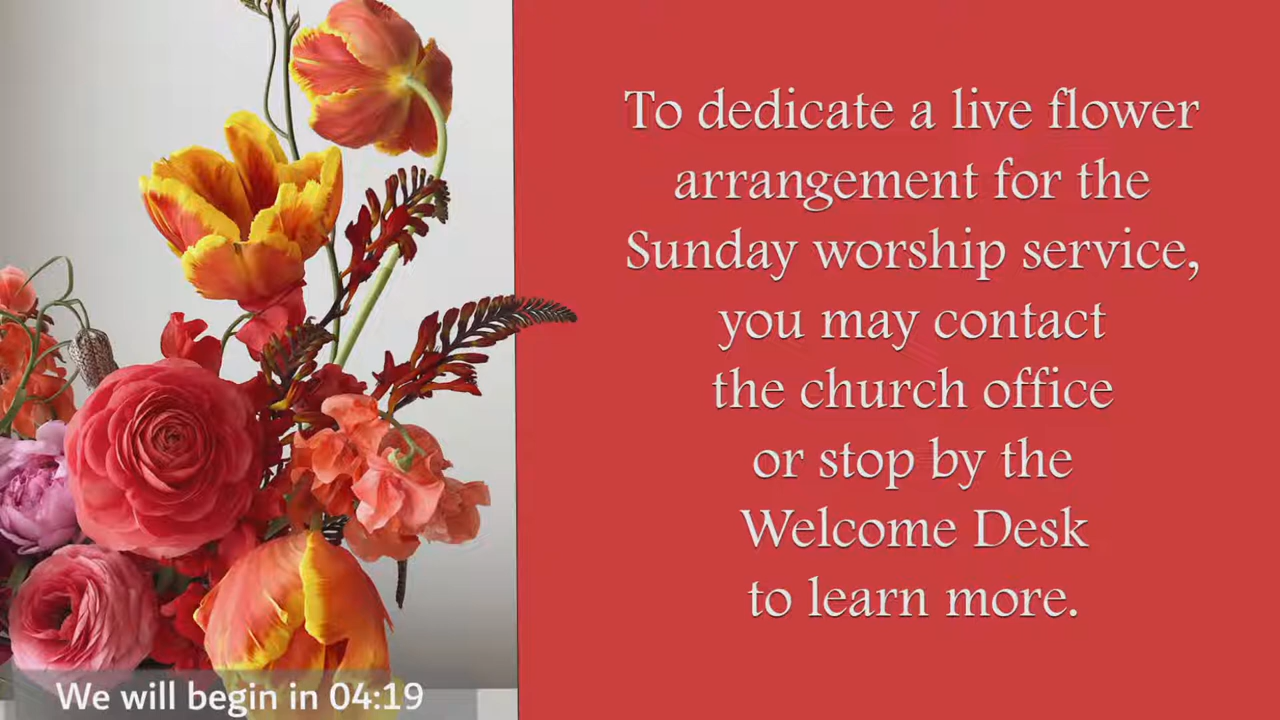 To dedicate a live flower
arrangement for the
Sunday worship service,
you may contact
the church office
or stop by the
Welcome Desk
to learn more.
We will begin in 04:19